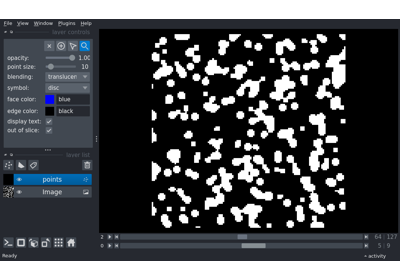 File View Window Plugins Help
layer controls
opacity: 1.00
point size: 10
blending: translucen
symbol: disc
face color: blue
edge color: black
display text:
out of slice:
layer list
points
Image
2 64 127
0 5 9
Ready activity